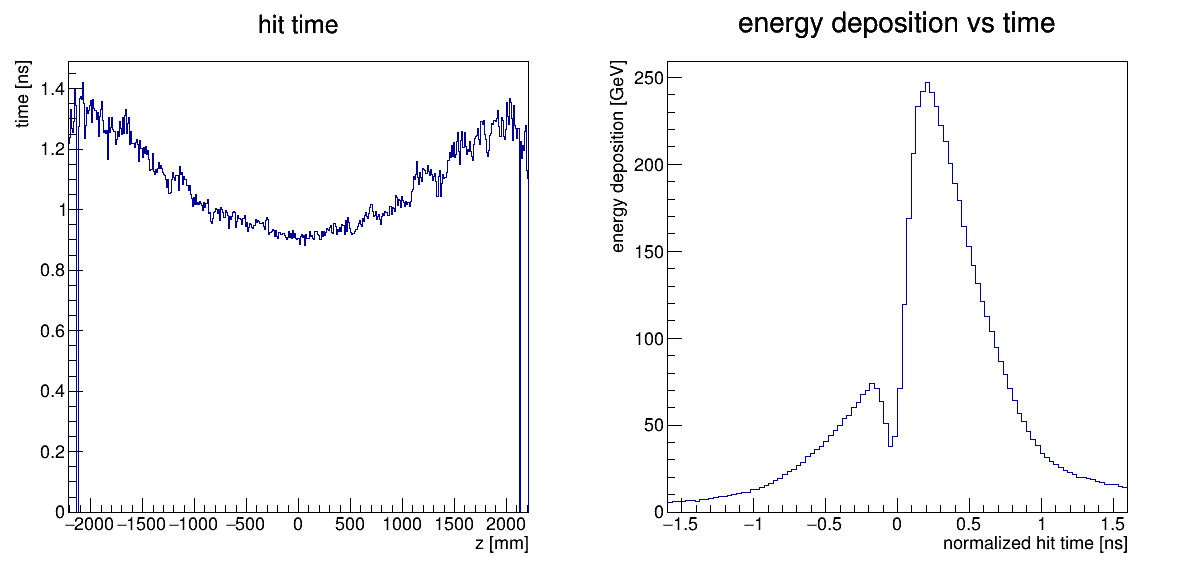 hit time
time [ns]
1.4
1.2
1
0.8
0.6
0.4
0.2
0
−2000 −1500 −1000 −500 0 500 1000 1500 2000
z [mm]
energy deposition vs time
energy deposition [GeV]
250
200
150
100
50
0
−1.5 −1 −0.5 0 0.5 1 1.5
normalized hit time [ns]